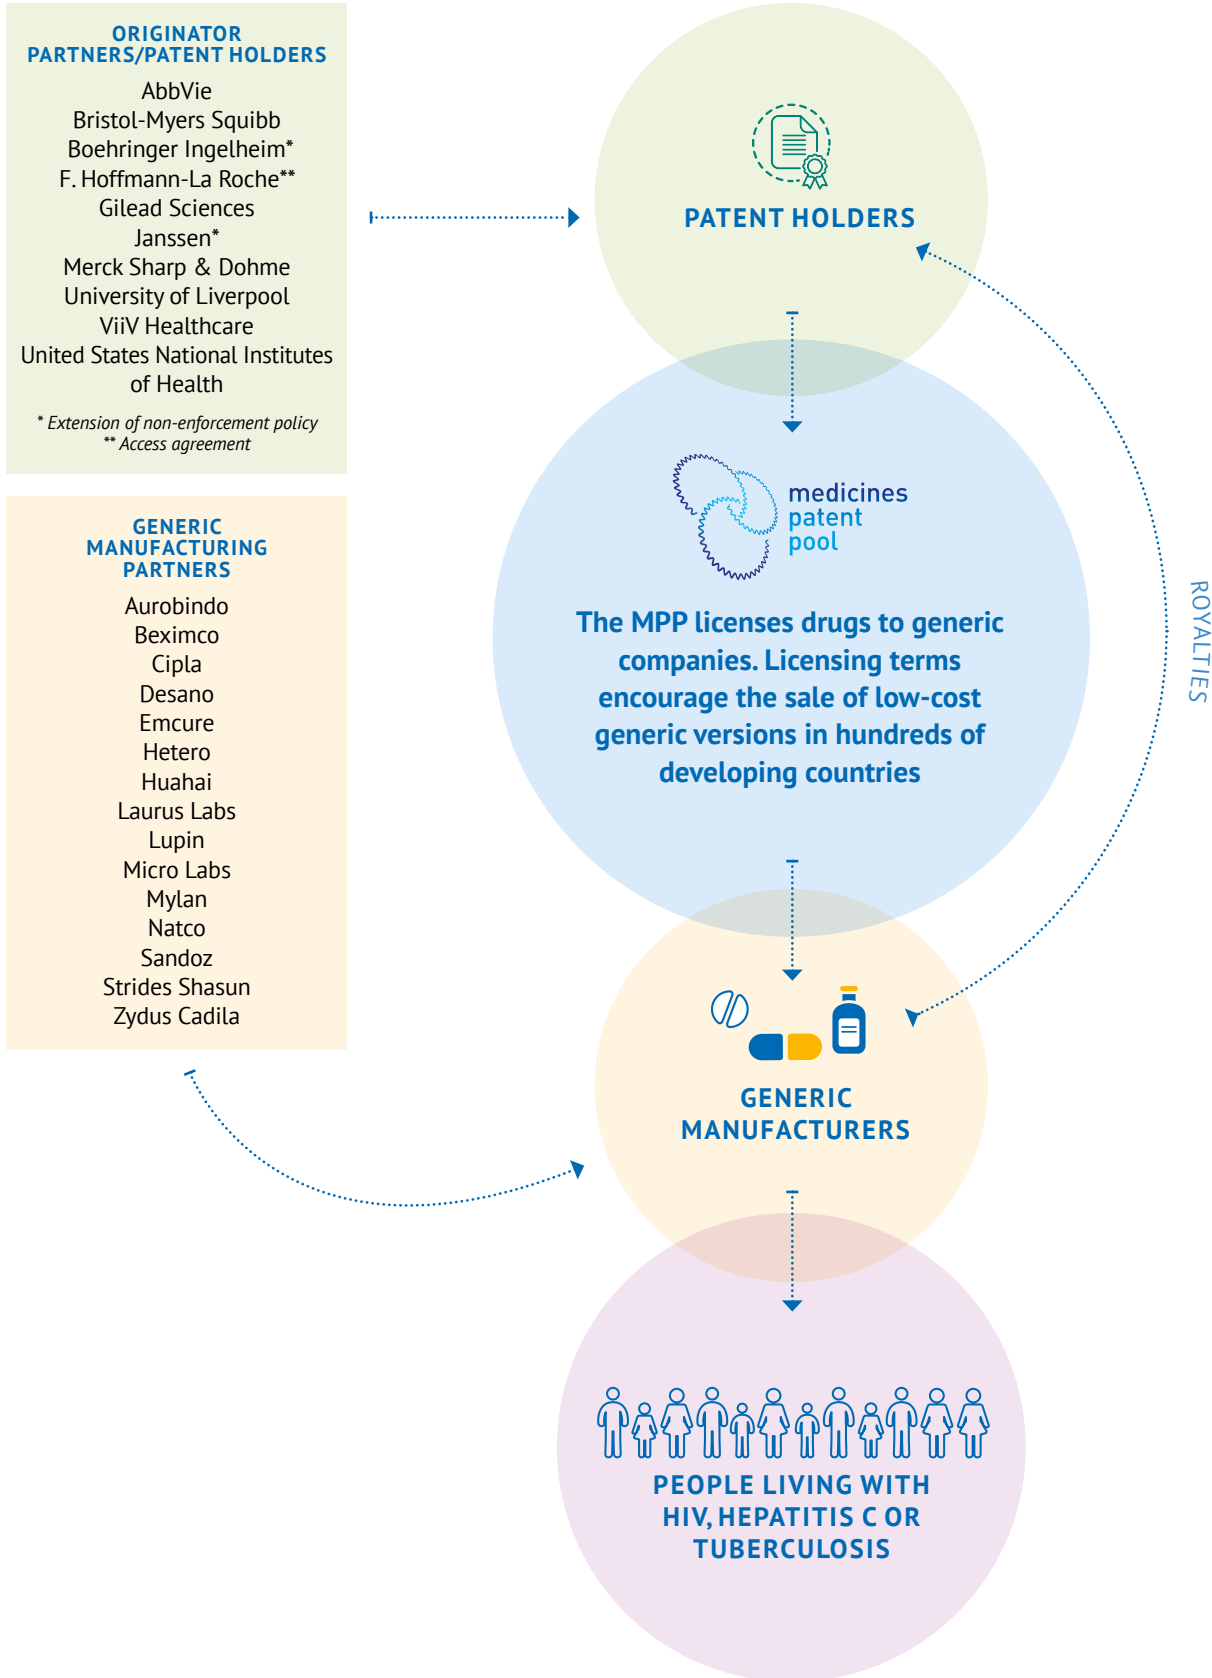 ORIGINATOR
PARTNERS/PATENT HOLDERS
AbbVie
Bristol-Myers Squibb
Boehringer Ingelheim*
F. Hoffmann-La Roche**
Gilead Sciences
Janssen*
Merck Sharp & Dohme
University of Liverpool
ViiV Healthcare
United States National Institutes
of Health
* Extension of non-enforcement policy
** Access agreement
GENERIC
MANUFACTURING
PARTNERS
Aurobindo
Beximco
Cipla
Desano
Emcure
Hetero
Huahai
Laurus Labs
Lupin
Micro Labs
Mylan
Natco
Sandoz
Strides Shasun
Zydus Cadila
PATENT HOLDERS
medicines
patent
pool
The MPP licenses drugs to generic
companies. Licensing terms
encourage the sale of low-cost
generic versions in hundreds of
developing countries
ROYALTIES
GENERIC
MANUFACTURERS
PEOPLE LIVING WITH
HIV, HEPATITIS C OR
TUBERCULOSIS